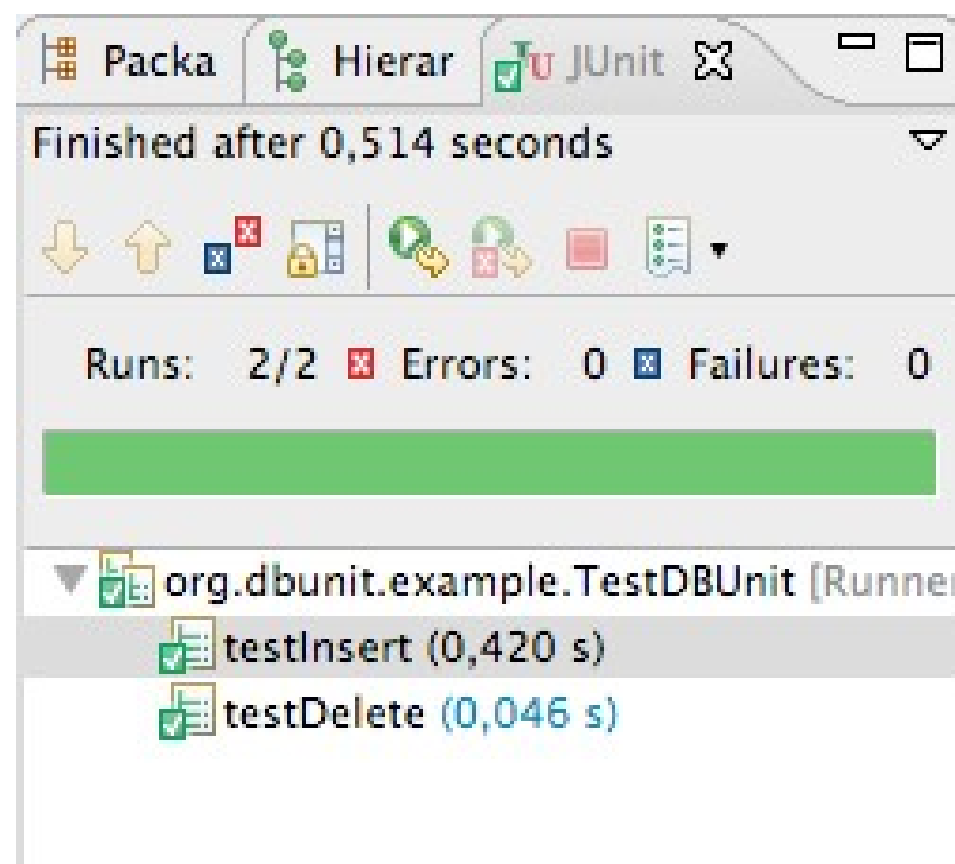 Packa Hierar JUnit
Finished after 0,514 seconds
Runs: 2/2 Errors: 0 Failures: 0
org.dbunit.example.TestDBUnit [Runner
testInsert (0,420 s)
testDelete (0,046 s)